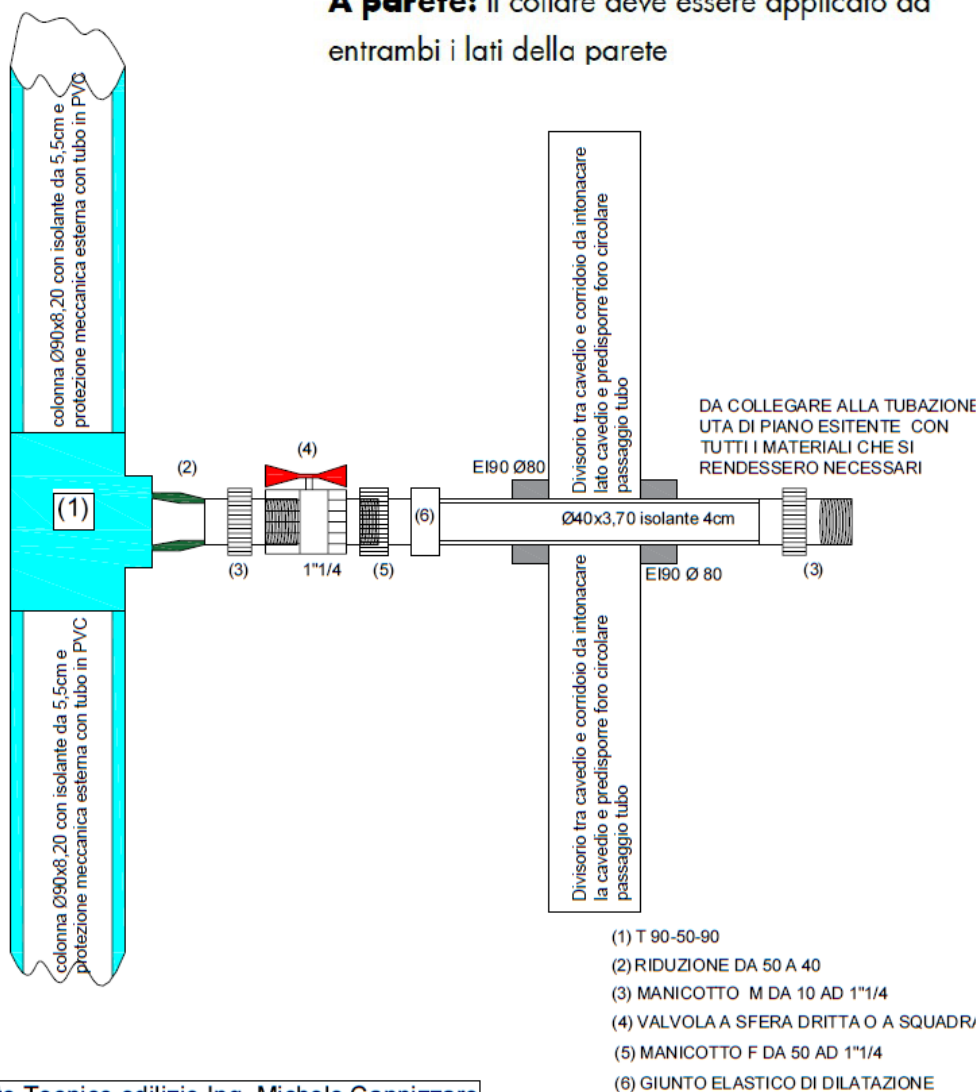 A parete: il collare deve essere applicato da
entrambi i lati della parete
colonna Ø90x8,20 con isolante da 5,5cm e
protezione meccanica esterna con tubo in PVC
Divisorio tra cavedio e corridoio da intonacare
lato cavedio e predisporre foro circolare
passaggio tubo
DA COLLEGARE ALLA TUBAZIONE
UTA DI PIANO ESITENTE CON
TUTTI I MATERIALI CHE SI
RENDESSERO NECESSARI
(2)
(4)
EI90 Ø80
(1)
(6)
Ø40x3,70 isolante 4cm
(3)
1"1/4
(5)
EI90 Ø 80
(3)
colonna Ø90x8,20 con isolante da 5,5cm e
protezione meccanica esterna con tubo in PVC
Divisorio tra cavedio e corridoio da intonacare
la cavedio e predisporre foro circolare
passaggio tubo
(1) T 90-50-90
(2) RIDUZIONE DA 50 A 40
(3) MANICOTTO M DA 10 AD 1"1/4
(4) VALVOLA A SFERA DRITTA O A SQUADRA
(5) MANICOTTO F DA 50 AD 1"1/4
(6) GIUNTO ELASTICO DI DILATAZIONE
Tecnico edilizio Ing. Michele Cannizzaro